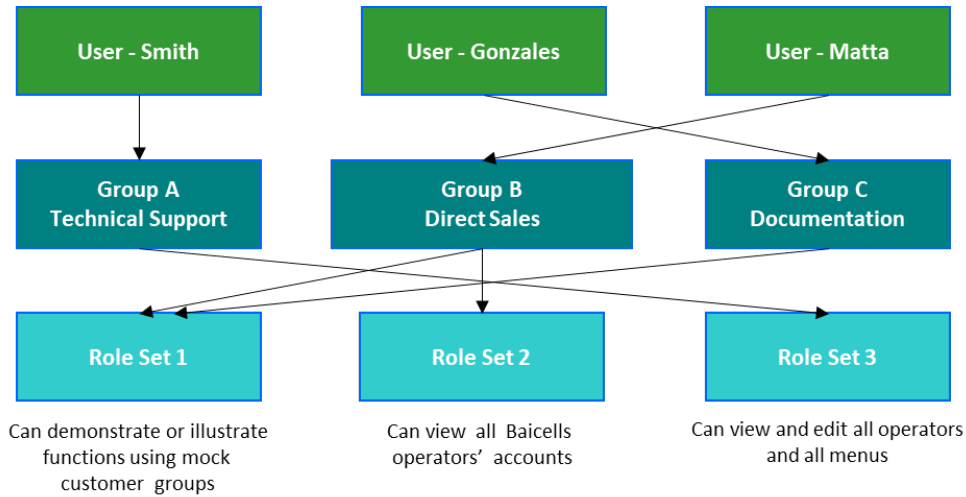 User - Smith
User - Gonzales
User - Matta
Group A
Technical Support
Group B
Direct Sales
Group C
Documentation
Role Set 1
Role Set 2
Role Set 3
Can demonstrate or illustrate
functions using mock
customer groups
Can view all Baicells
operators’ accounts
Can view and edit all operators
and all menus